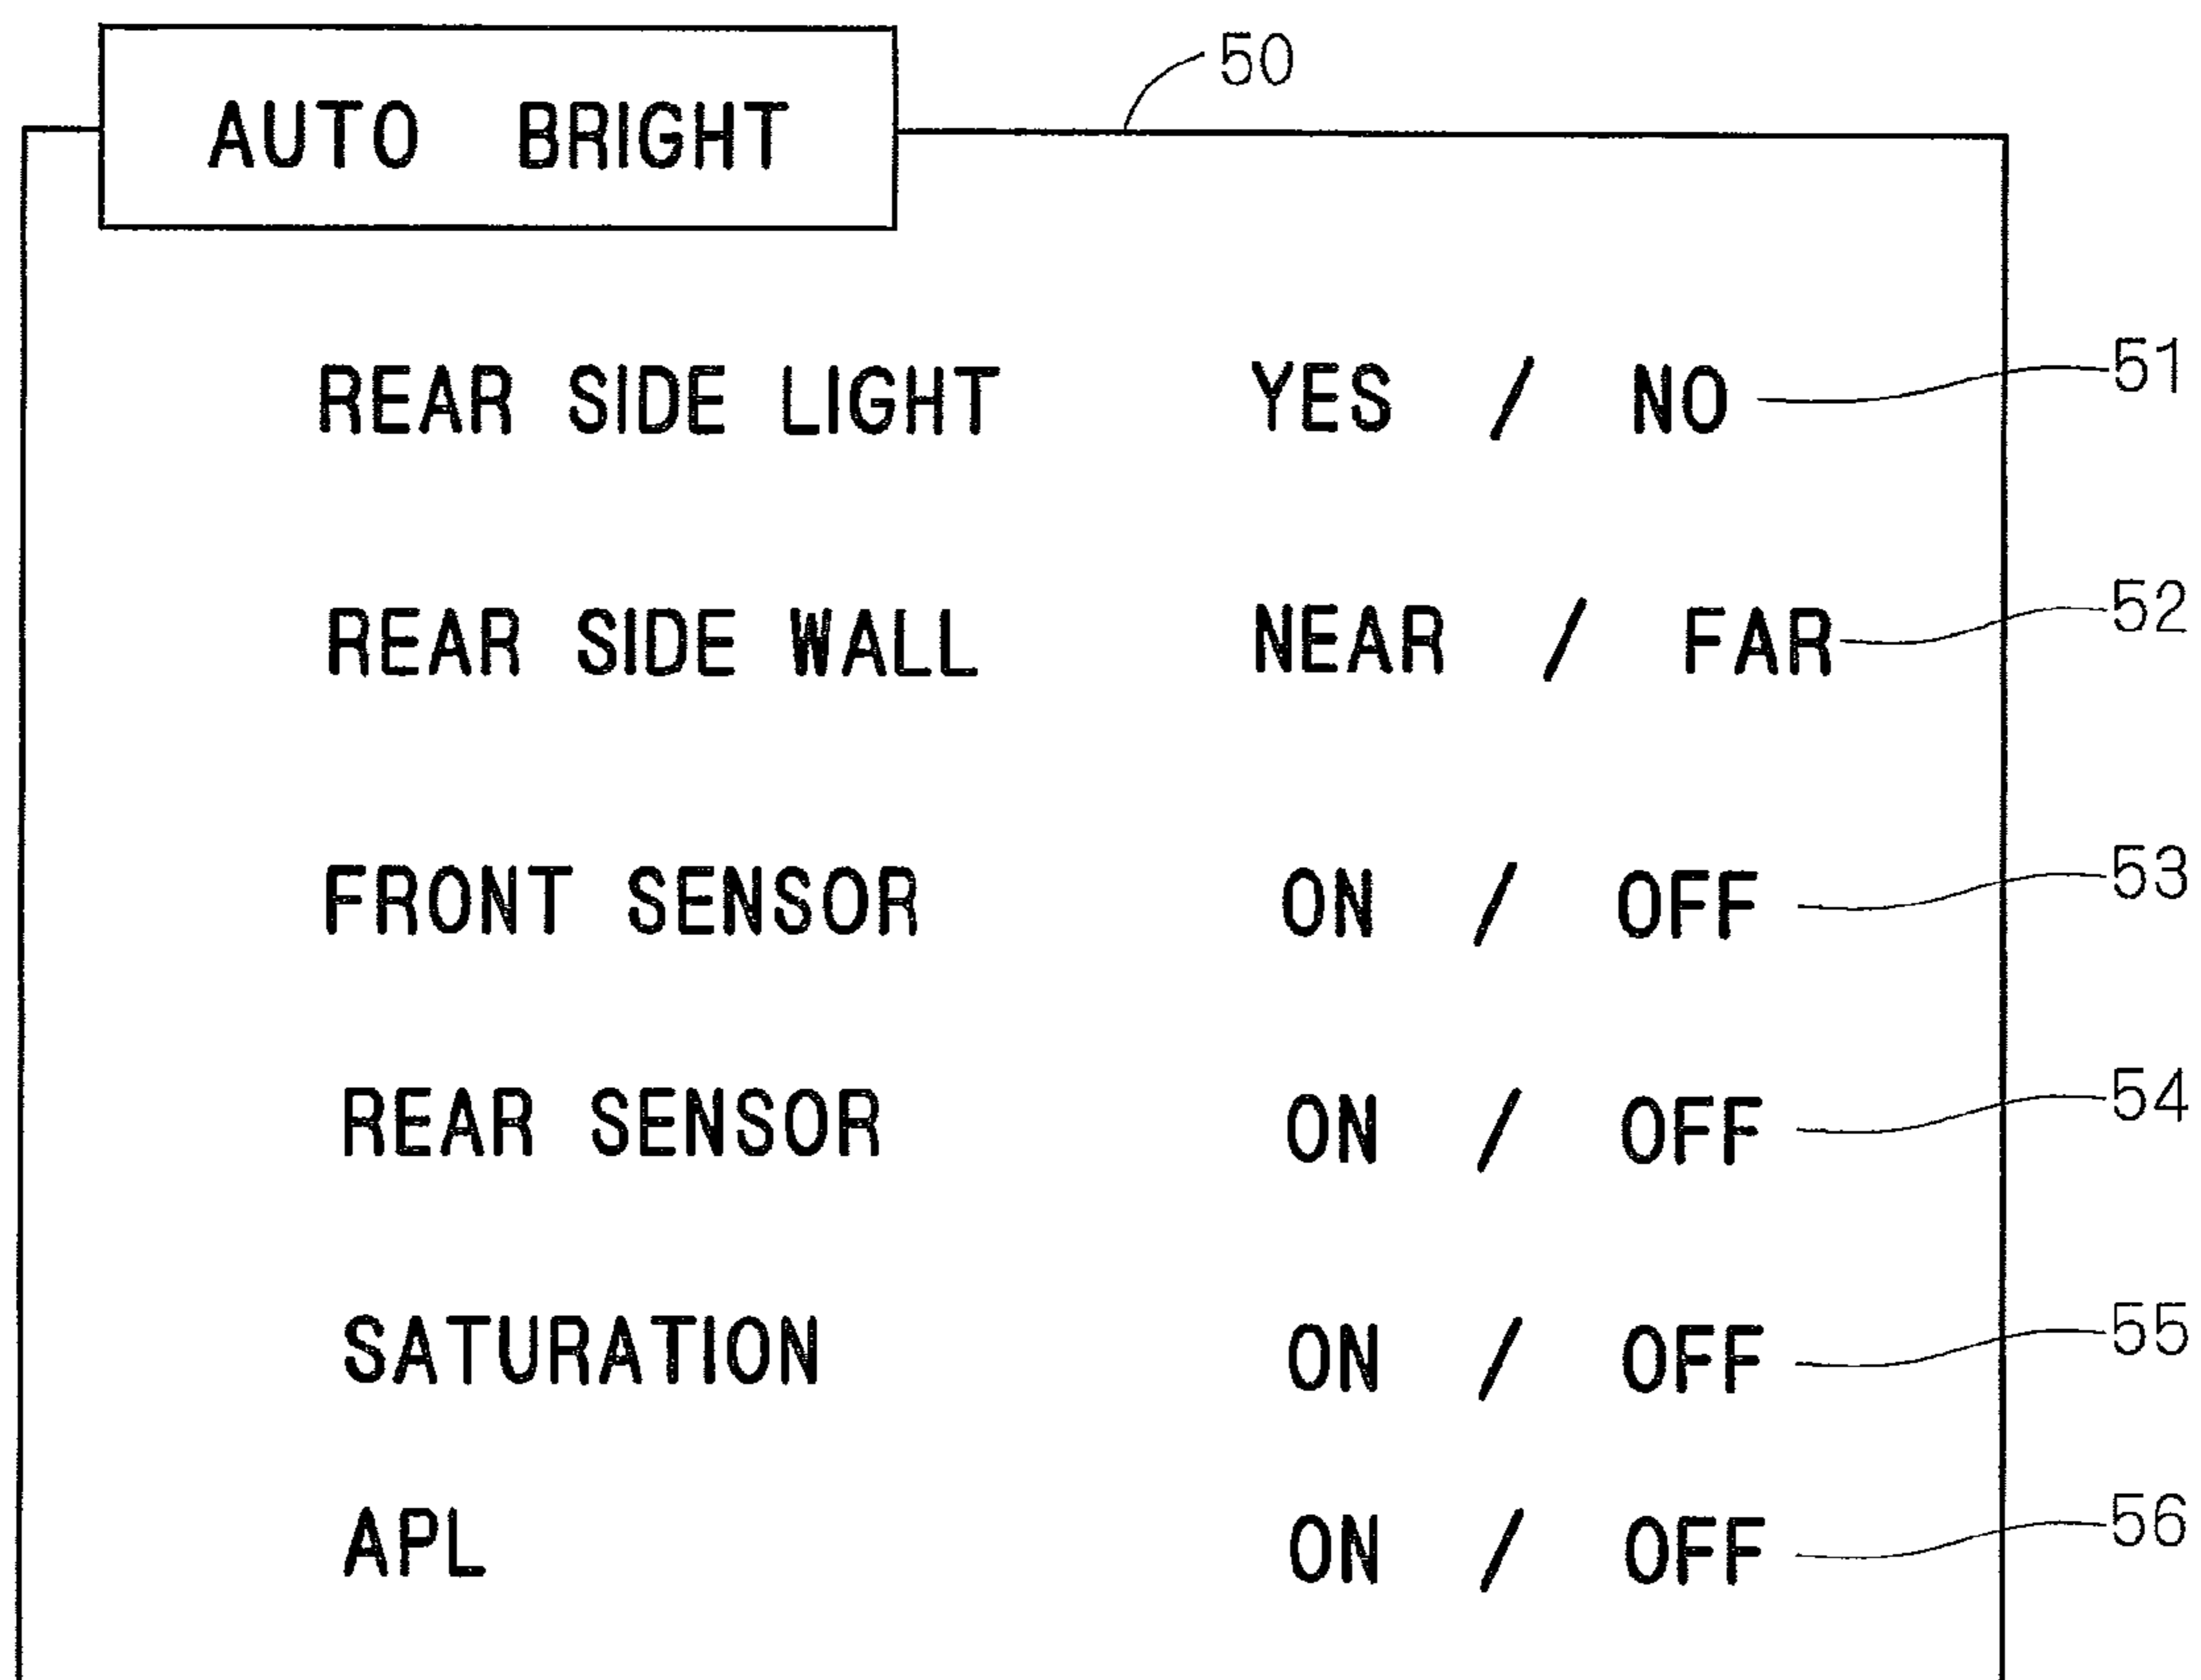 50
AUTO BRIGHT
REAR SIDE LIGHT YES / NO 51
REAR SIDE WALL NEAR / FAR 52
FRONT SENSOR ON / OFF 53
REAR SENSOR ON / OFF 54
SATURATION ON / OFF 55
APL ON / OFF 56